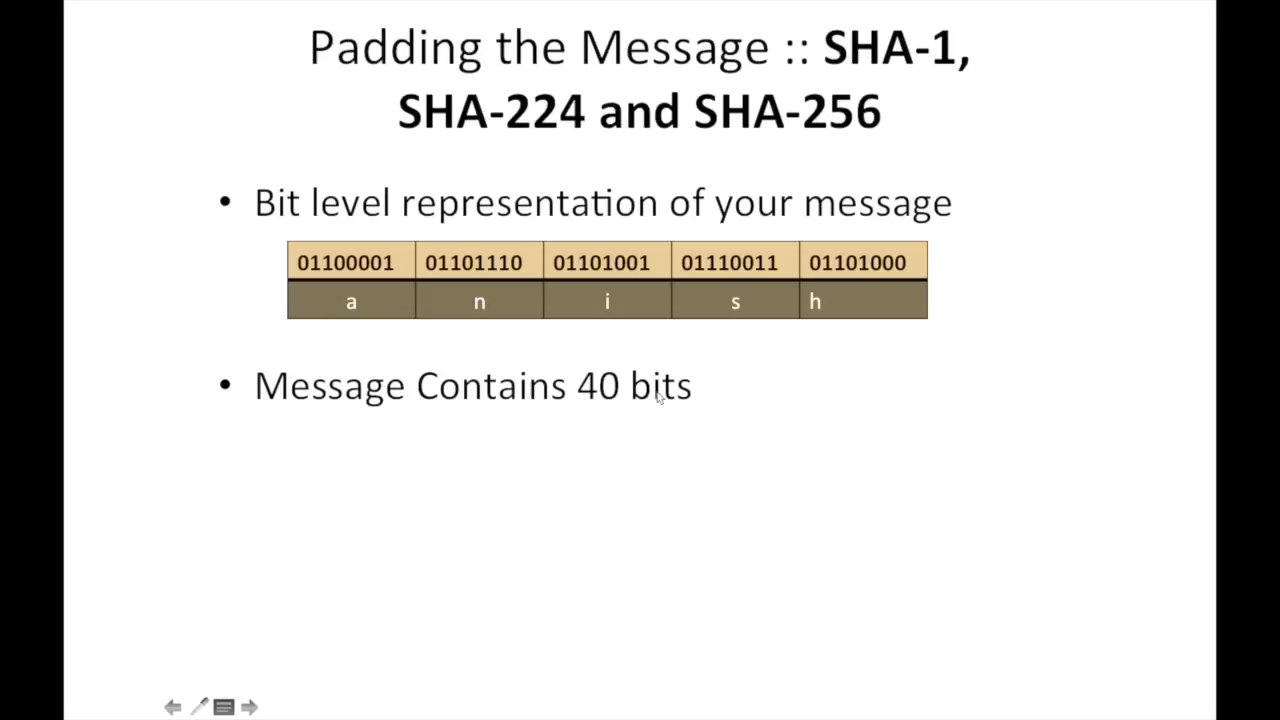 Padding the Message :: SHA-1,
SHA-224 and SHA-256
• Bit level representation of your message
01100001 01101110 01101001 01110011 01101000
a n i s h
• Message Contains 40 bits